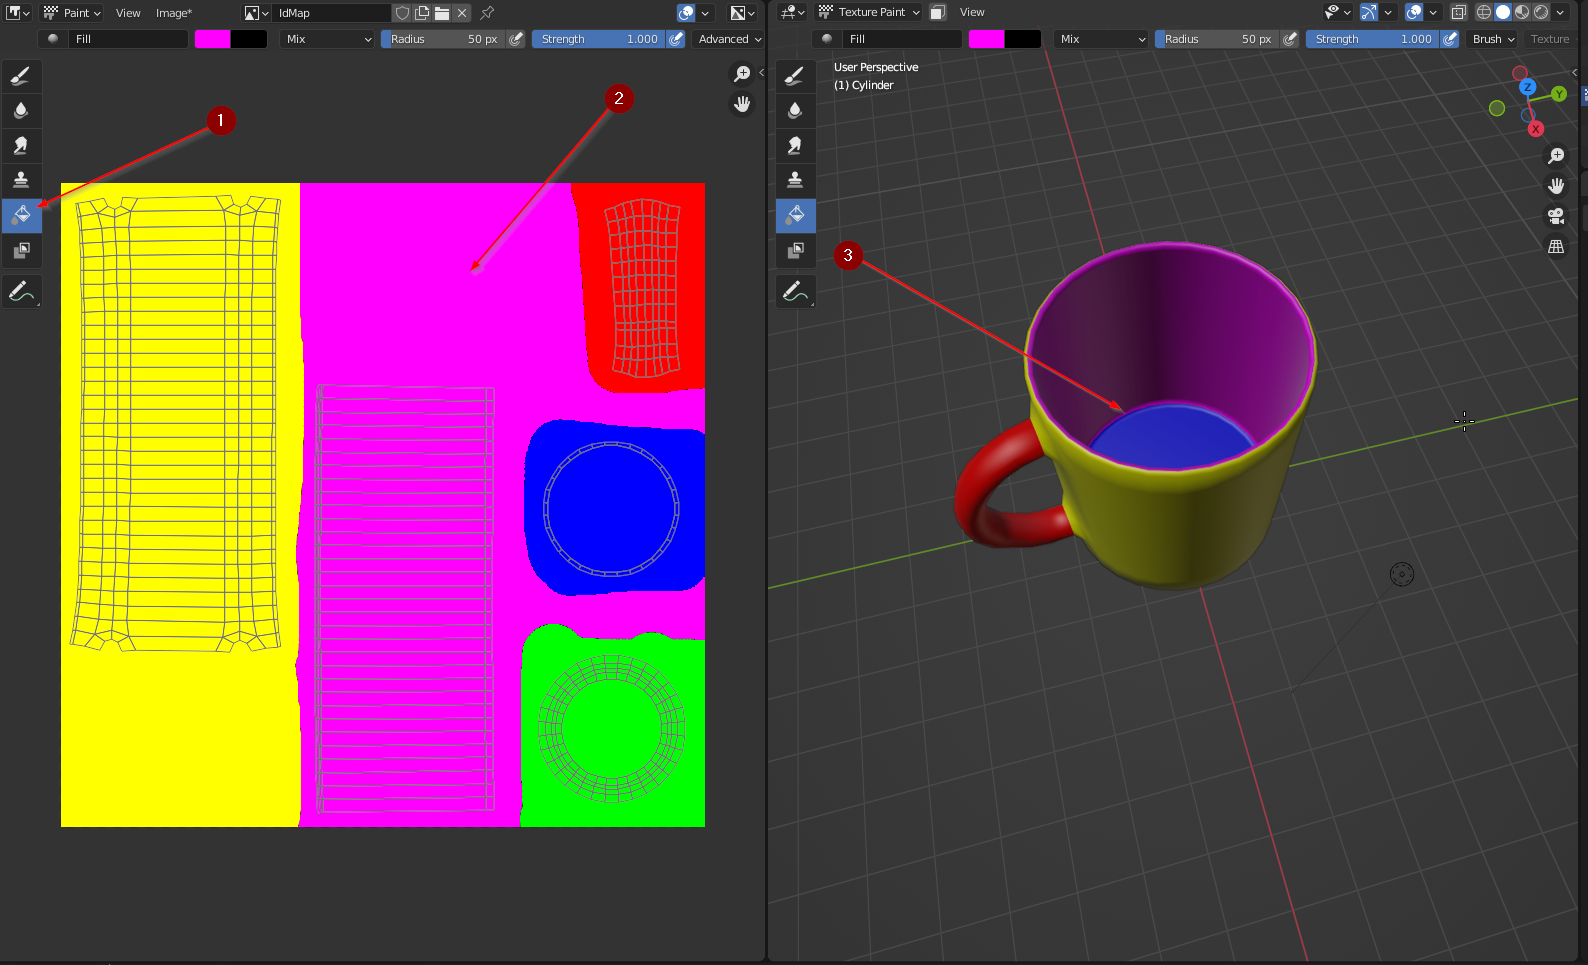 Paint View Image* IdMap
Fill Mix Radius 50 px Strength 1.000 Advanced
Texture Paint View
Fill Mix Radius 50 px Strength 1.000 Brush Texture
User Perspective
(1) Cylinder
Z
Y
X
1
2
3